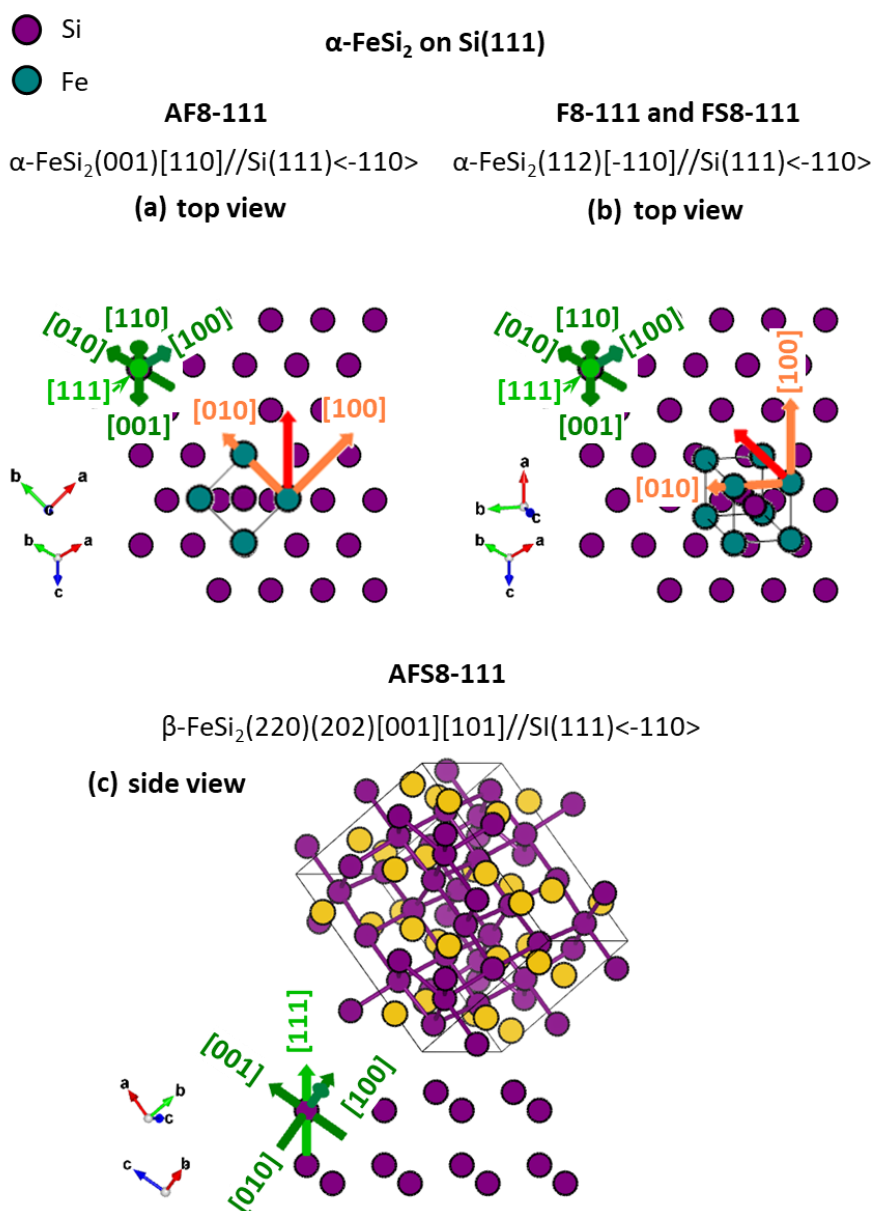 Si
α-FeSi₂ on Si(111)
Fe
AF8-111
F8-111 and FS8-111
α-FeSi₂(001)[110]//Si(111)<-110>
α-FeSi₂(112)[-110]//Si(111)<-110>
(a) top view
(b) top view
[110]
[010]
[100]
[111]
[001]
[010]
[100]
b
a
c
b
a
c
[110]
[010]
[100]
[111]
[001]
[100]
[010]
a
b
c
b
a
c
AFS8-111
β-FeSi₂(220)(202)[001][101]//SI(111)<-110>
(c) side view
[111]
[001]
[100]
[010]
a
b
c
c